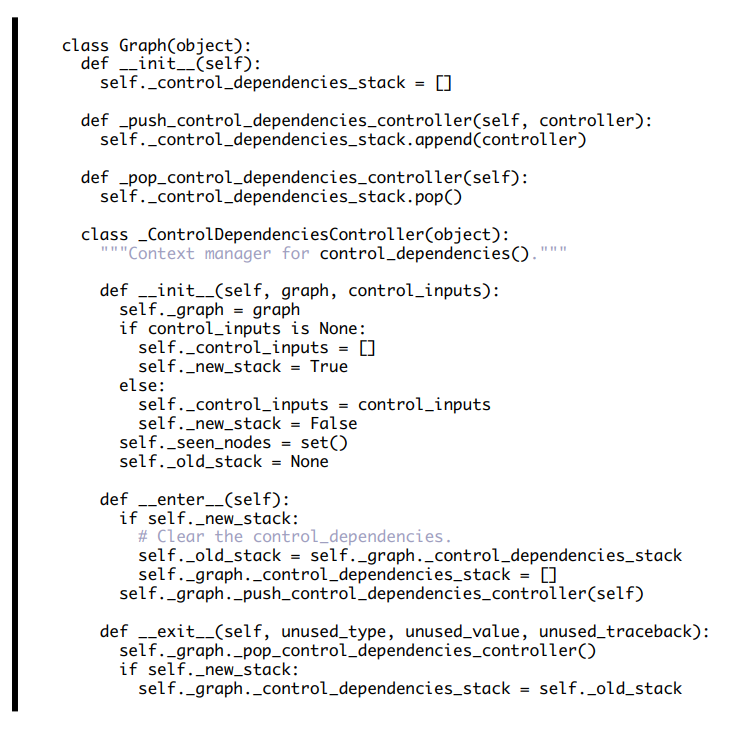 class Graph(object):
  def __init__(self):
    self._control_dependencies_stack = []

  def _push_control_dependencies_controller(self, controller):
    self._control_dependencies_stack.append(controller)

  def _pop_control_dependencies_controller(self):
    self._control_dependencies_stack.pop()

  class _ControlDependenciesController(object):
    """Context manager for control_dependencies()."""

    def __init__(self, graph, control_inputs):
      self._graph = graph
      if control_inputs is None:
        self._control_inputs = []
        self._new_stack = True
      else:
        self._control_inputs = control_inputs
        self._new_stack = False
      self._seen_nodes = set()
      self._old_stack = None

    def __enter__(self):
      if self._new_stack:
        # Clear the control_dependencies.
        self._old_stack = self._graph._control_dependencies_stack
        self._graph._control_dependencies_stack = []
      self._graph._push_control_dependencies_controller(self)

    def __exit__(self, unused_type, unused_value, unused_traceback):
      self._graph._pop_control_dependencies_controller()
      if self._new_stack:
        self._graph._control_dependencies_stack = self._old_stack